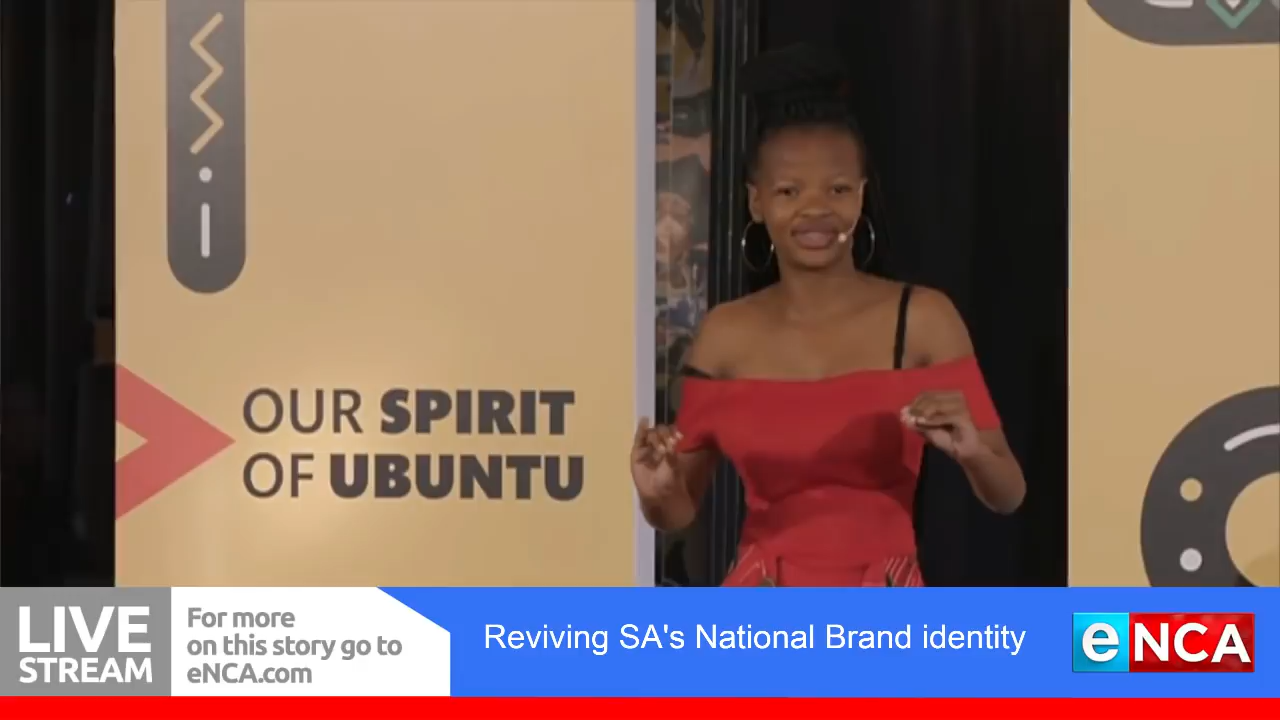 OUR SPIRIT
OF UBUNTU
LIVE
STREAM
For more
on this story go to
eNCA.com
Reviving SA's National Brand identity
eNCA